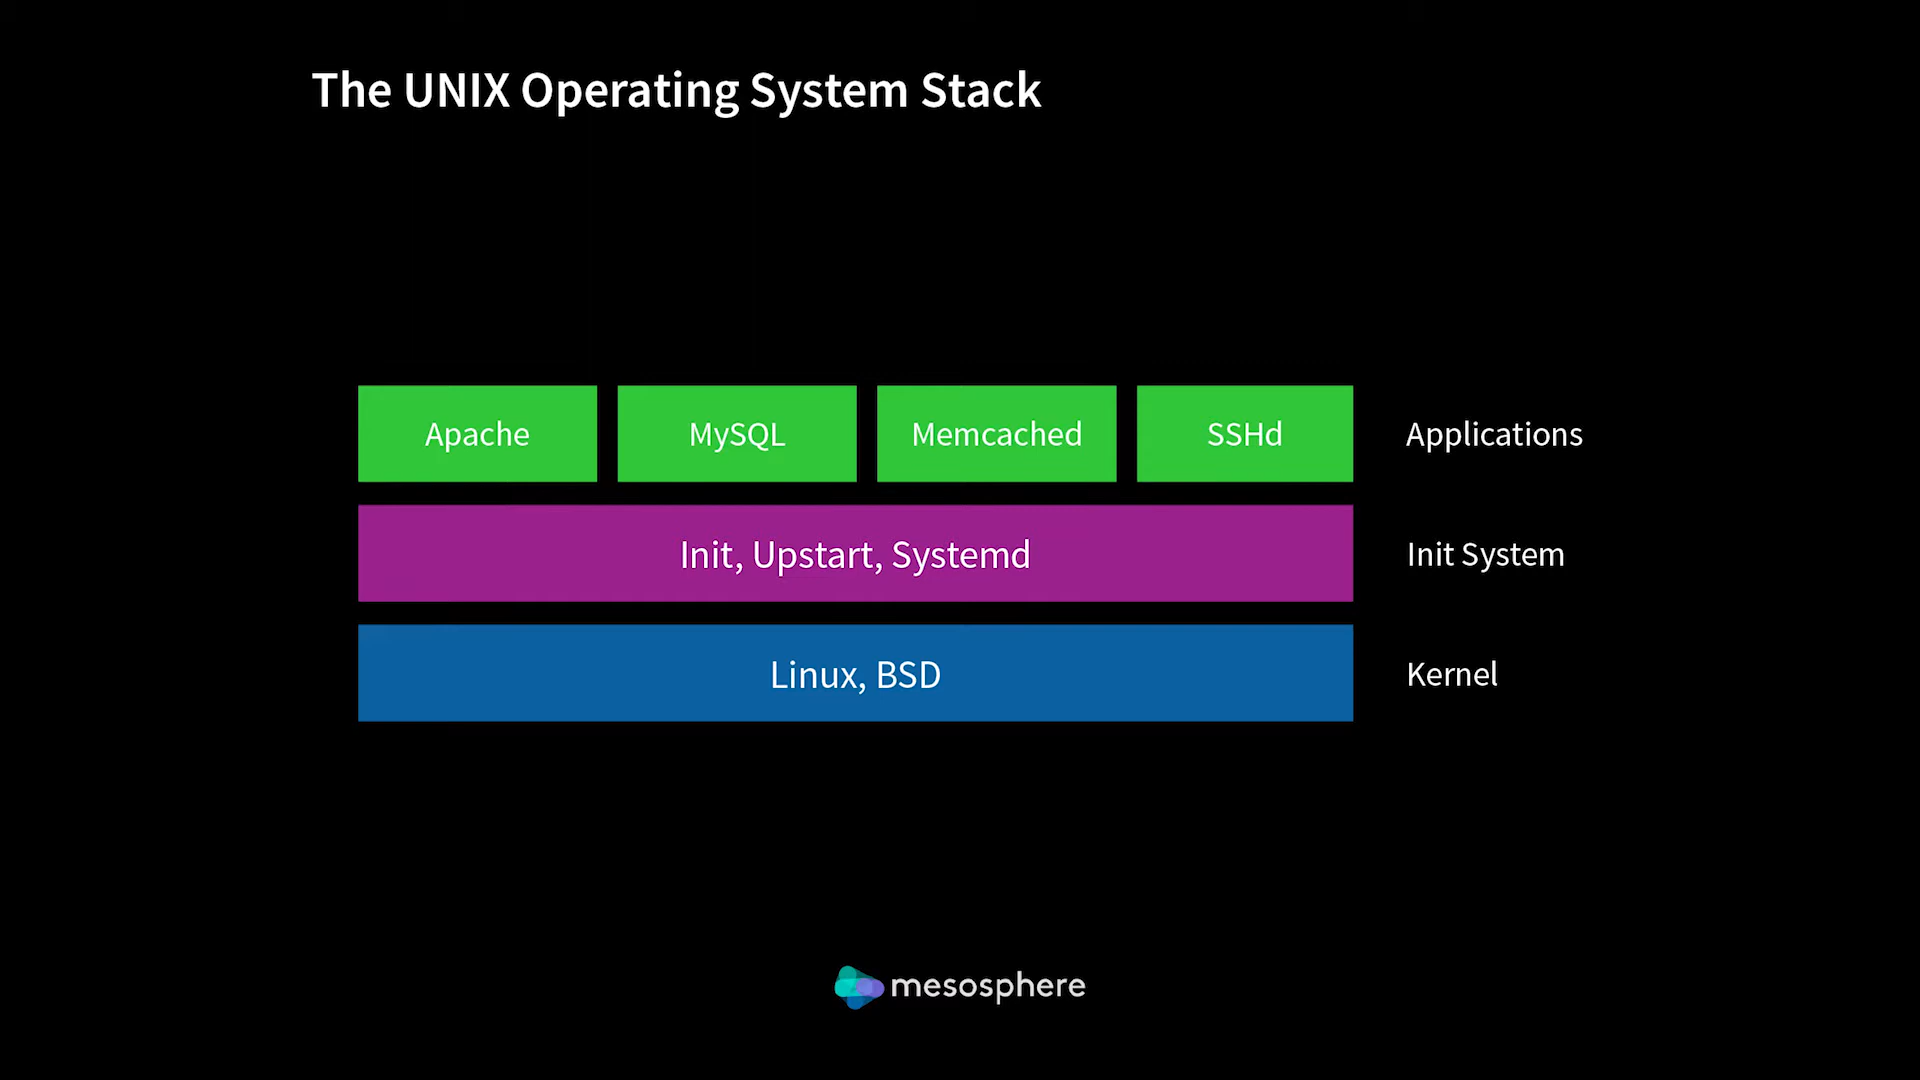 The UNIX Operating System Stack
Apache MySQL Memcached SSHd Applications
Init, Upstart, Systemd Init System
Linux, BSD Kernel
mesosphere